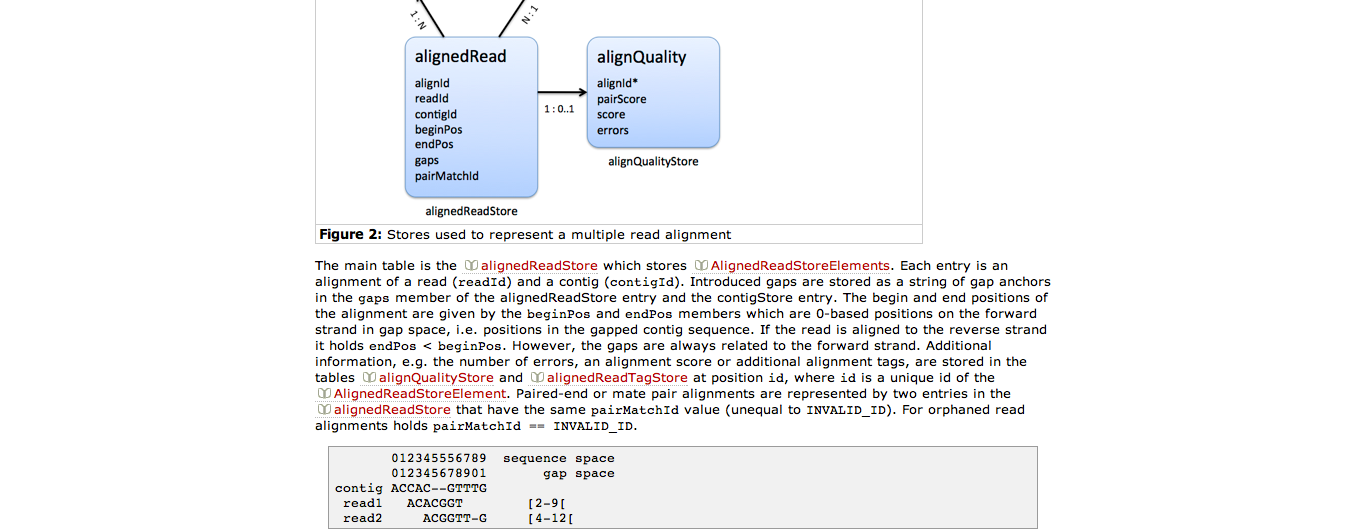 1:N
N:1
alignedRead
alignId
readId
contigId
beginPos
endPos
gaps
pairMatchId
alignedReadStore
1:0..1
alignQuality
alignId*
pairScore
score
errors
alignQualityStore
Figure 2: Stores used to represent a multiple read alignment
The main table is the alignedReadStore which stores AlignedReadStoreElements. Each entry is an
alignment of a read (readId) and a contig (contigId). Introduced gaps are stored as a string of gap anchors
in the gaps member of the alignedReadStore entry and the contigStore entry. The begin and end positions of
the alignment are given by the beginPos and endPos members which are 0-based positions on the forward
strand in gap space, i.e. positions in the gapped contig sequence. If the read is aligned to the reverse strand
it holds endPos < beginPos. However, the gaps are always related to the forward strand. Additional
information, e.g. the number of errors, an alignment score or additional alignment tags, are stored in the
tables alignQualityStore and alignedReadTagStore at position id, where id is a unique id of the
AlignedReadStoreElement. Paired-end or mate pair alignments are represented by two entries in the
alignedReadStore that have the same pairMatchId value (unequal to INVALID_ID). For orphaned read
alignments holds pairMatchId == INVALID_ID.
012345556789 sequence space
012345678901 gap space
contig ACCAC--GTTTG
read1 ACACGGT [2-9[
read2 ACGGTT-G [4-12[